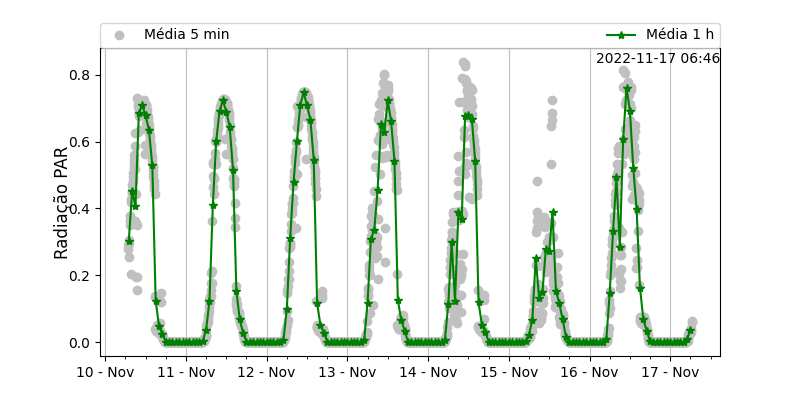 Média 5 min
Média 1 h
2022-11-17 06:46
Radiação PAR
0.8
0.6
0.4
0.2
0.0
10 - Nov
11 - Nov
12 - Nov
13 - Nov
14 - Nov
15 - Nov
16 - Nov
17 - Nov